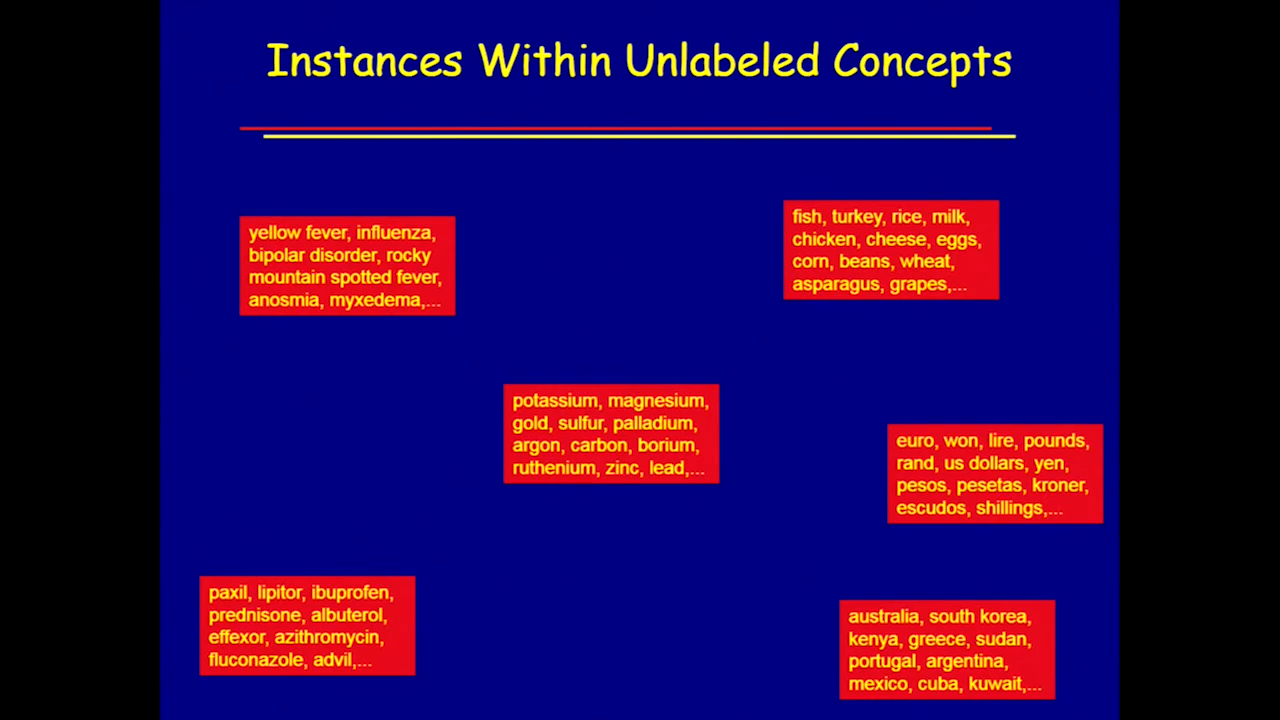 Instances Within Unlabeled Concepts
yellow fever, influenza,
bipolar disorder, rocky
mountain spotted fever,
anosmia, myxedema,...
fish, turkey, rice, milk,
chicken, cheese, eggs,
corn, beans, wheat,
asparagus, grapes,...
potassium, magnesium,
gold, sulfur, palladium,
argon, carbon, borium,
ruthenium, zinc, lead,...
euro, won, lire, pounds,
rand, us dollars, yen,
pesos, pesetas, kroner,
escudos, shillings,...
paxil, lipitor, ibuprofen,
prednisone, albuterol,
effexor, azithromycin,
fluconazole, advil,...
australia, south korea,
kenya, greece, sudan,
portugal, argentina,
mexico, cuba, kuwait,...